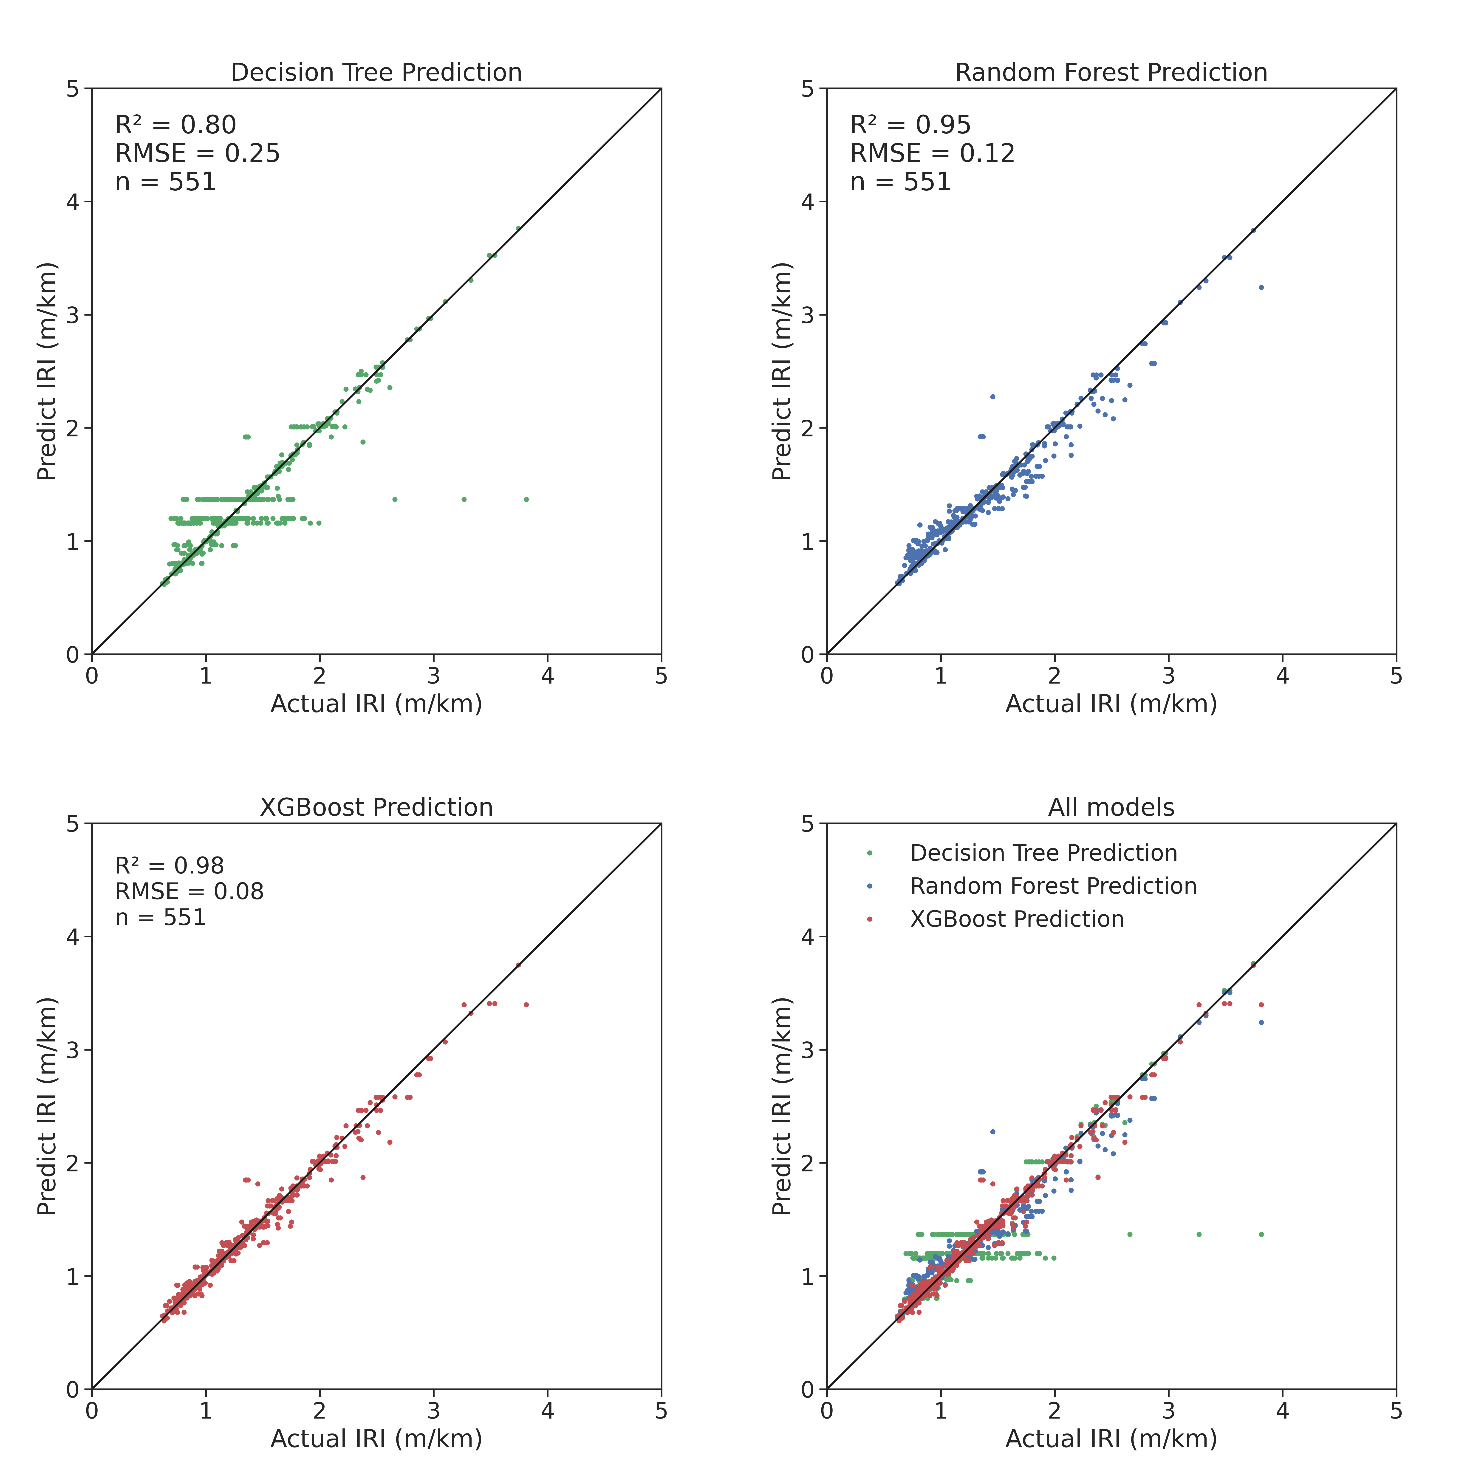 Decision Tree Prediction
R² = 0.80
RMSE = 0.25
n = 551
5
4
3
2
1
0
Predict IRI (m/km)
0 1 2 3 4 5
Actual IRI (m/km)
Random Forest Prediction
R² = 0.95
RMSE = 0.12
n = 551
5
4
3
2
1
0
Predict IRI (m/km)
0 1 2 3 4 5
Actual IRI (m/km)
XGBoost Prediction
R² = 0.98
RMSE = 0.08
n = 551
5
4
3
2
1
0
Predict IRI (m/km)
0 1 2 3 4 5
Actual IRI (m/km)
All models
Decision Tree Prediction
Random Forest Prediction
XGBoost Prediction
5
4
3
2
1
0
Predict IRI (m/km)
0 1 2 3 4 5
Actual IRI (m/km)